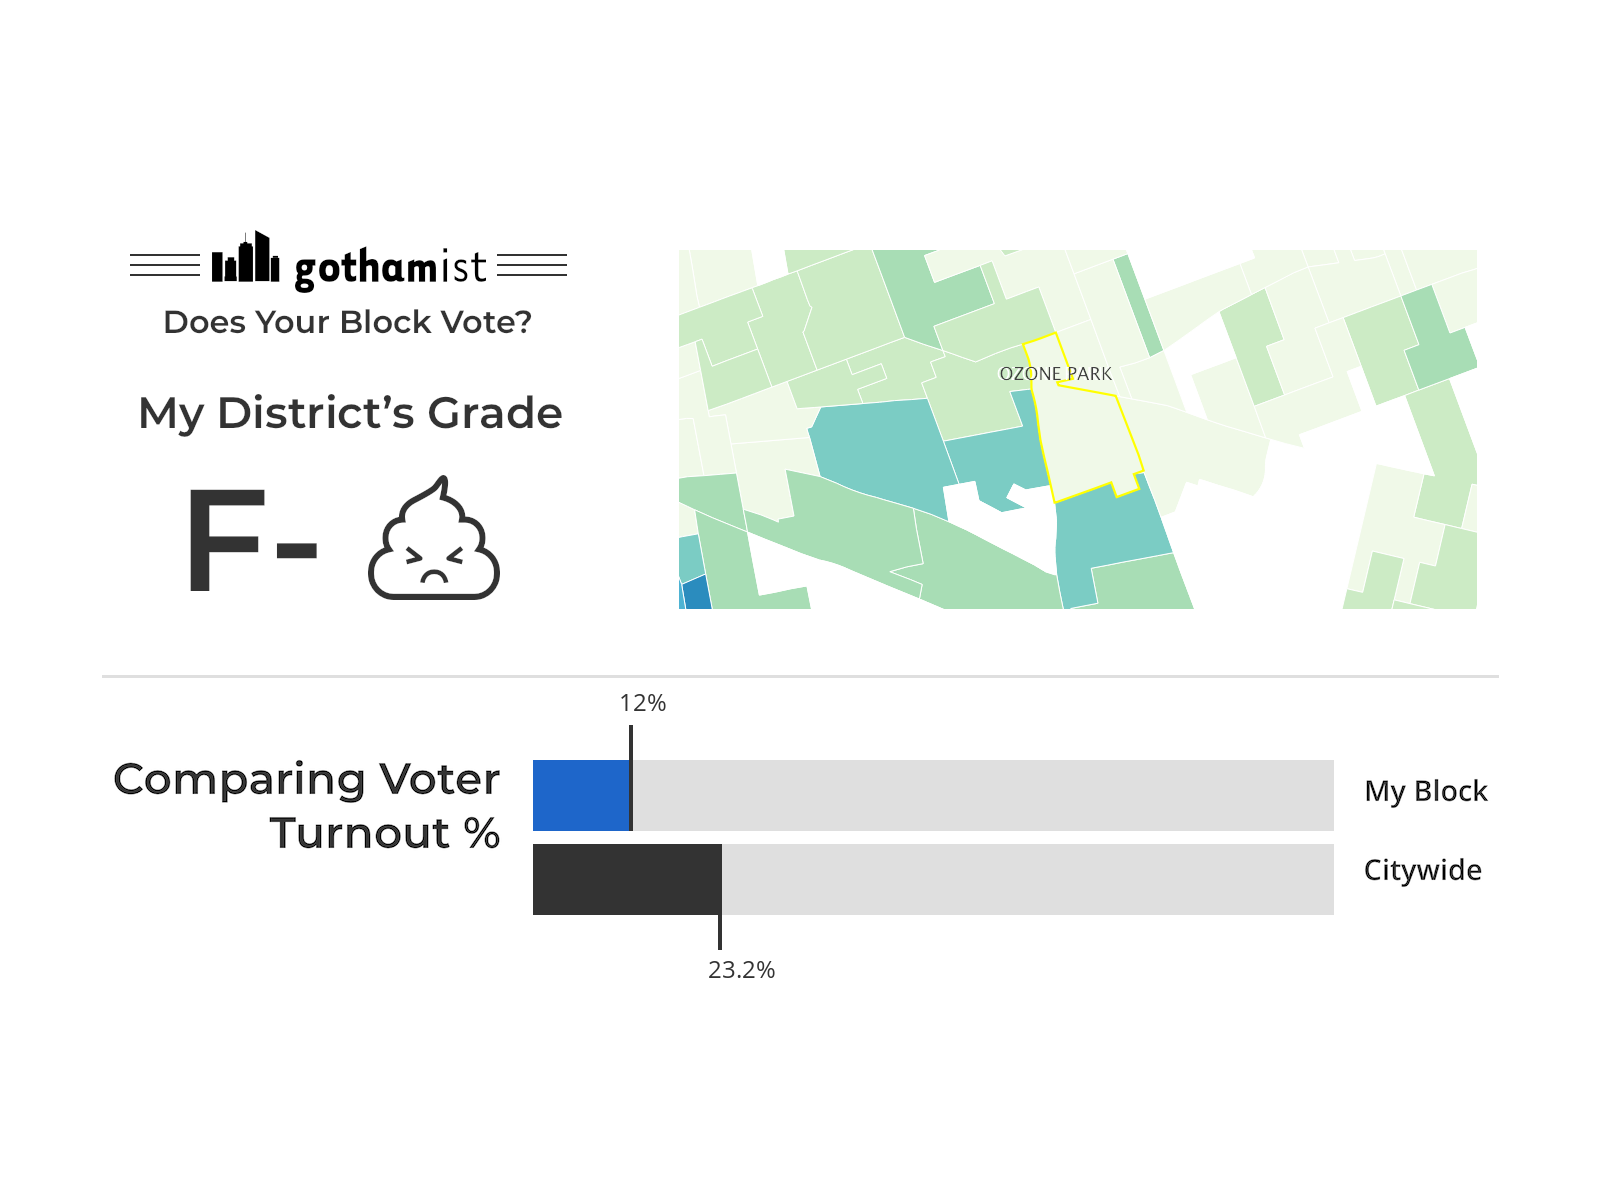 gothamist
Does Your Block Vote?
My District’s Grade
F-
OZONE PARK
12%
Comparing Voter
Turnout %
My Block
Citywide
23.2%